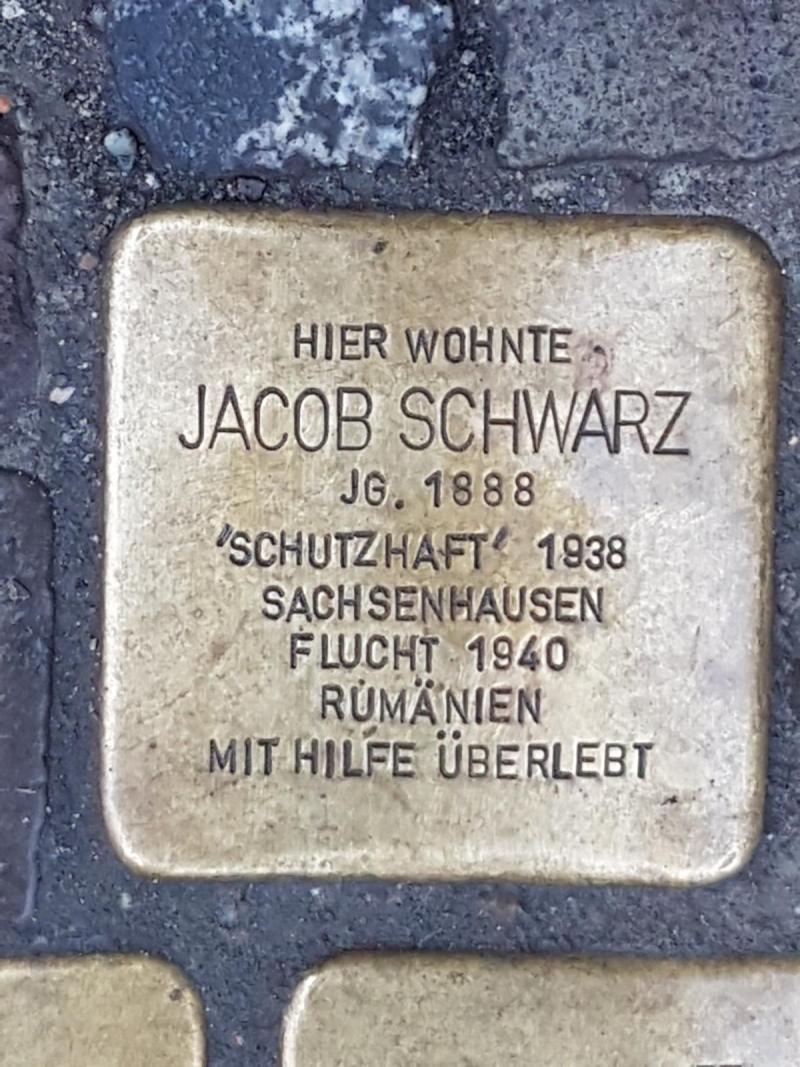 HIER WOHNTE
JACOB SCHWARZ
JG. 1888
"SCHUTZHAFT" 1938
SACHSENHAUSEN
FLUCHT 1940
RUMÄNIEN
MIT HILFE ÜBERLEBT